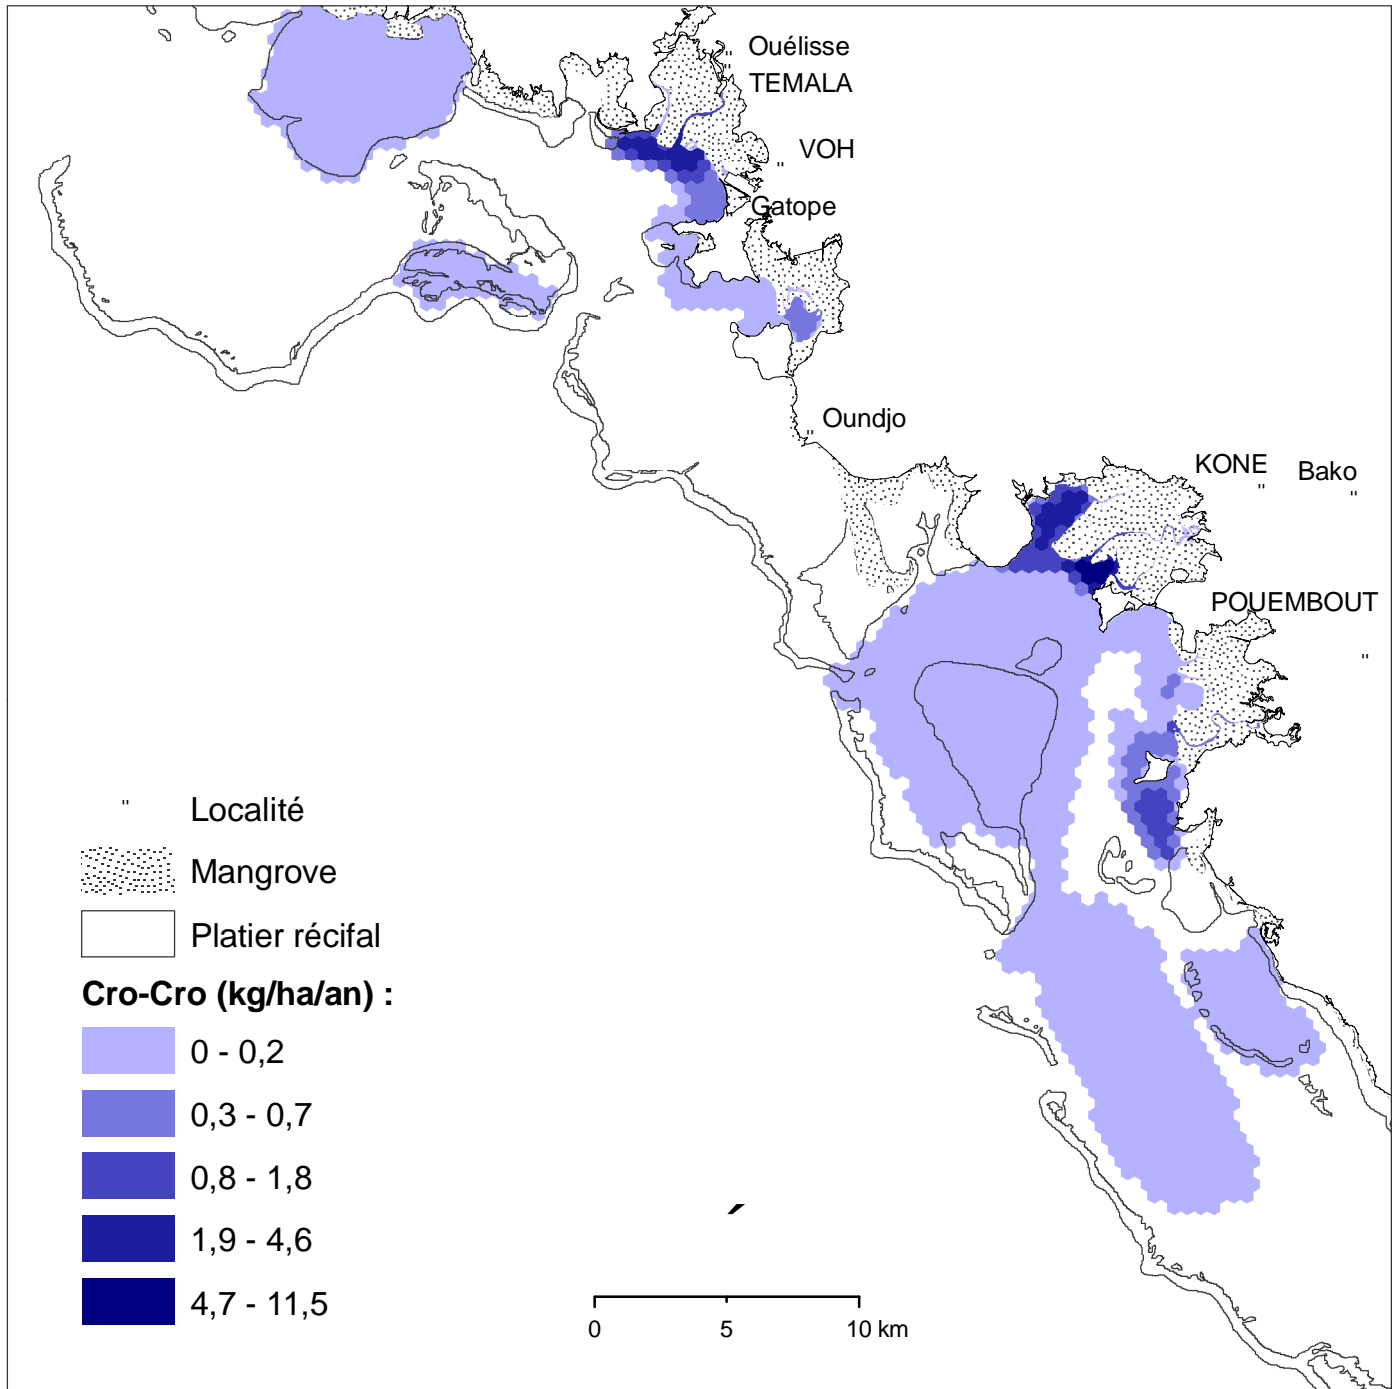 Ouélisse
TEMALA
VOH
Gatope
Oundjo
KONE
Bako
POUEMBOUT
Localité
Mangrove
Platier récifal
Cro-Cro (kg/ha/an) :
0 - 0,2
0,3 - 0,7
0,8 - 1,8
1,9 - 4,6
4,7 - 11,5
0 5 10 km